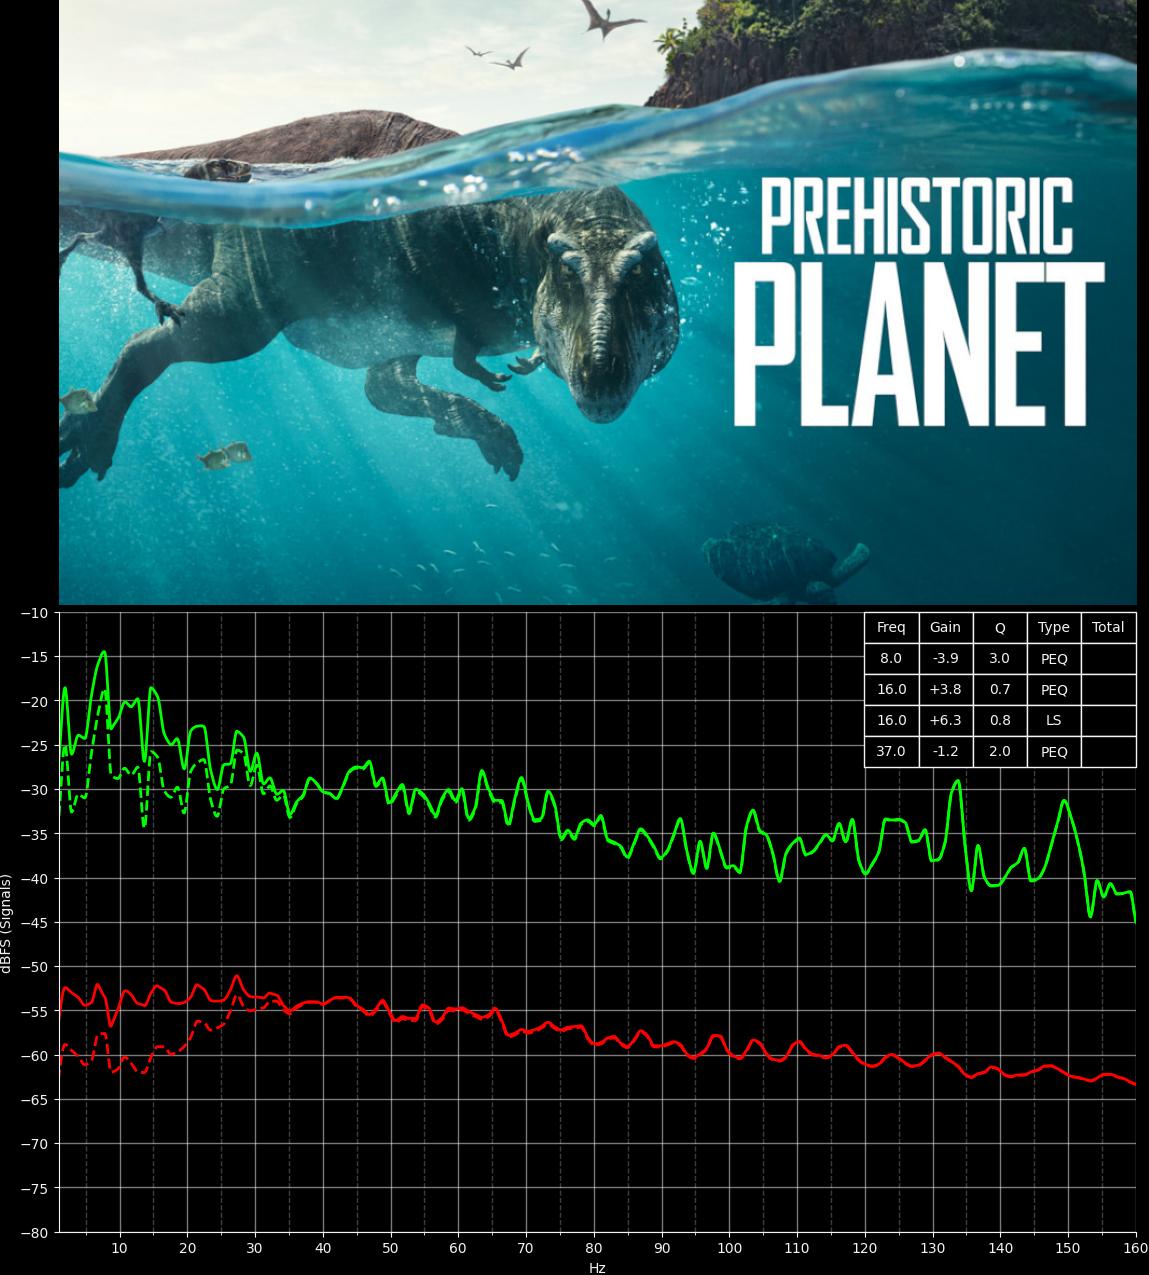 PREHISTORIC
PLANET
Freq Gain Q Type Total
8.0 -3.9 3.0 PEQ
16.0 +3.8 0.7 PEQ
16.0 +6.3 0.8 LS
37.0 -1.2 2.0 PEQ
−10
−15
−20
−25
−30
−35
−40
−45
−50
−55
−60
−65
−70
−75
−80
dBFS (Signals)
10 20 30 40 50 60 70 80 90 100 110 120 130 140 150 160
Hz